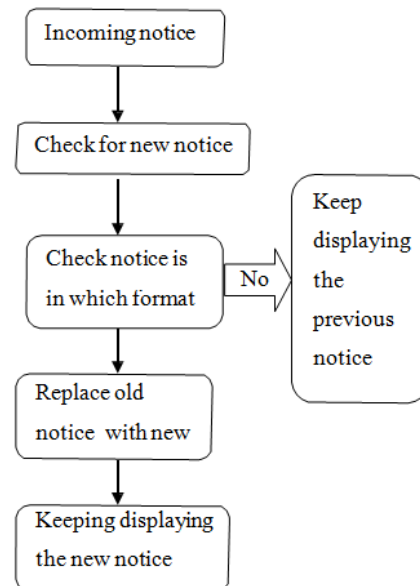 Incoming notice
Check for new notice
Check notice is
in which format
No
Keep
displaying
the
previous
notice
Replace old
notice with new
Keeping displaying
the new notice